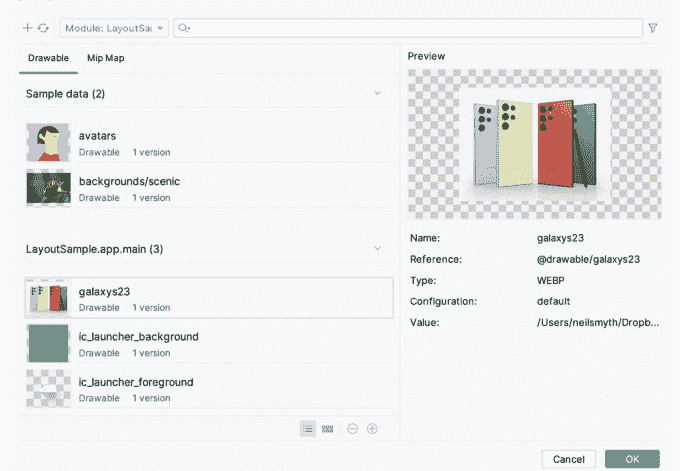 Module: LayoutSa
Drawable Mip Map
Preview
Sample data (2)
avatars
Drawable 1 version
backgrounds/scenic
Drawable 1 version
LayoutSample.app.main (3)
galaxys23
Drawable 1 version
ic_launcher_background
Drawable 1 version
ic_launcher_foreground
Drawable 1 version
Name: galaxys23
Reference: @drawable/galaxys23
Type: WEBP
Configuration: default
Value: /Users/neilsmyth/Dropb...
Cancel OK